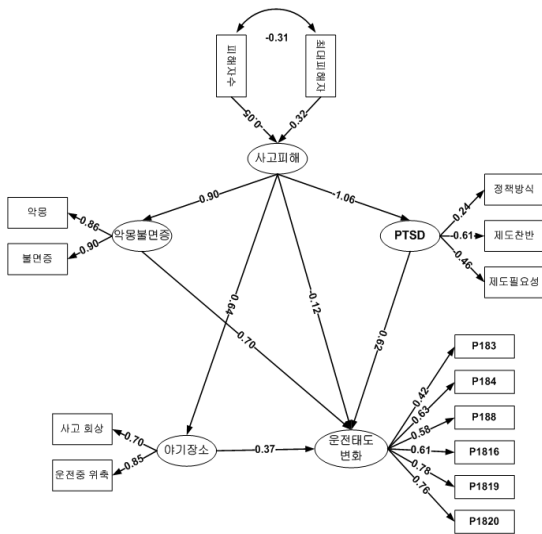 -0.31
피해자수
최대피해자
-0.05
0.32
사고피해
0.90
1.06
악몽
불면증
0.86
0.90
악몽불면증
PTSD
0.24
0.61
0.46
정책방식
제도찬반
제도필요성
0.64
-0.12
0.70
0.62
사고 회상
운전중 위축
0.70
0.85
야기장소
0.37
운전태도
변화
0.42
0.63
0.58
0.61
0.78
0.76
P183
P184
P188
P1816
P1819
P1820